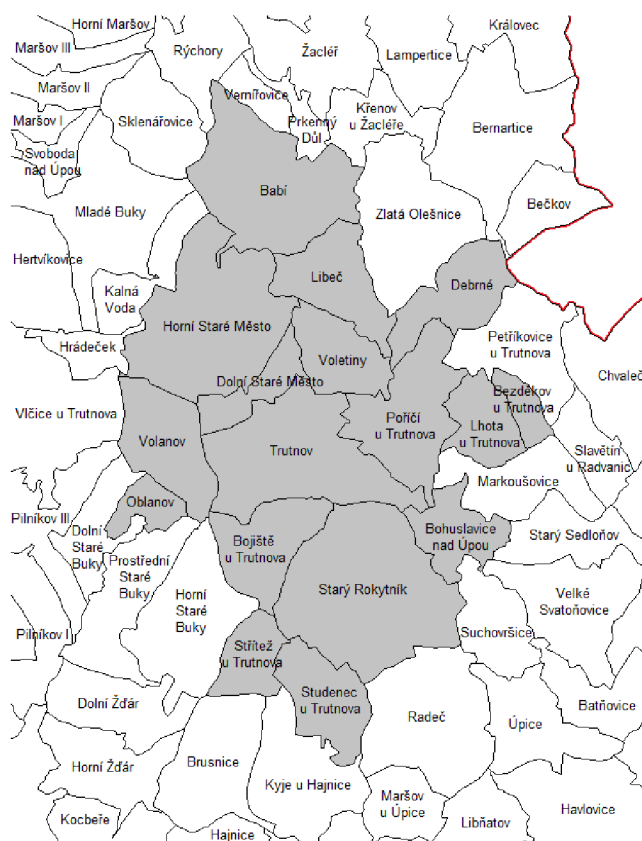 Horní Maršov
Královec
Maršov III
Rýchory
Žacléř
Lampertice
Maršov II
Vernířovice
Křenov
u Žacléře
Maršov I
Sklenářovice
Prkenný
Důl
Bernartice
Svoboda
nad Úpou
Babí
Mladé Buky
Zlatá Olešnice
Bečkov
Hertvíkovice
Libeč
Debrné
Kalná
Voda
Horní Staré Město
Petříkovice
u Trutnova
Hrádeček
Voletiny
Chvaleč
Dolní Staré Město
Bezděkov
u Trutnova
Vlčice u Trutnova
Poříčí
u Trutnova
Lhota
u Trutnova
Volanov
Trutnov
Slavětín
u Radvanic
Markoušovice
Oblanov
Pilníkov III
Dolní
Staré
Buky
Bojiště
u Trutnova
Bohuslavice
nad Úpou
Starý Sedloňov
Prostřední
Staré
Buky
Horní
Staré
Buky
Starý Rokytník
Velké
Svatoňovice
Pilníkov I
Suchovršice
Střítež
u Trutnova
Dolní Žďár
Studenec
u Trutnova
Radeč
Úpice
Batňovice
Horní Žďár
Brusnice
Kyje u Hajnice
Maršov
u Úpice
Havlovice
Kocbeře
Hajnice
Libňatov